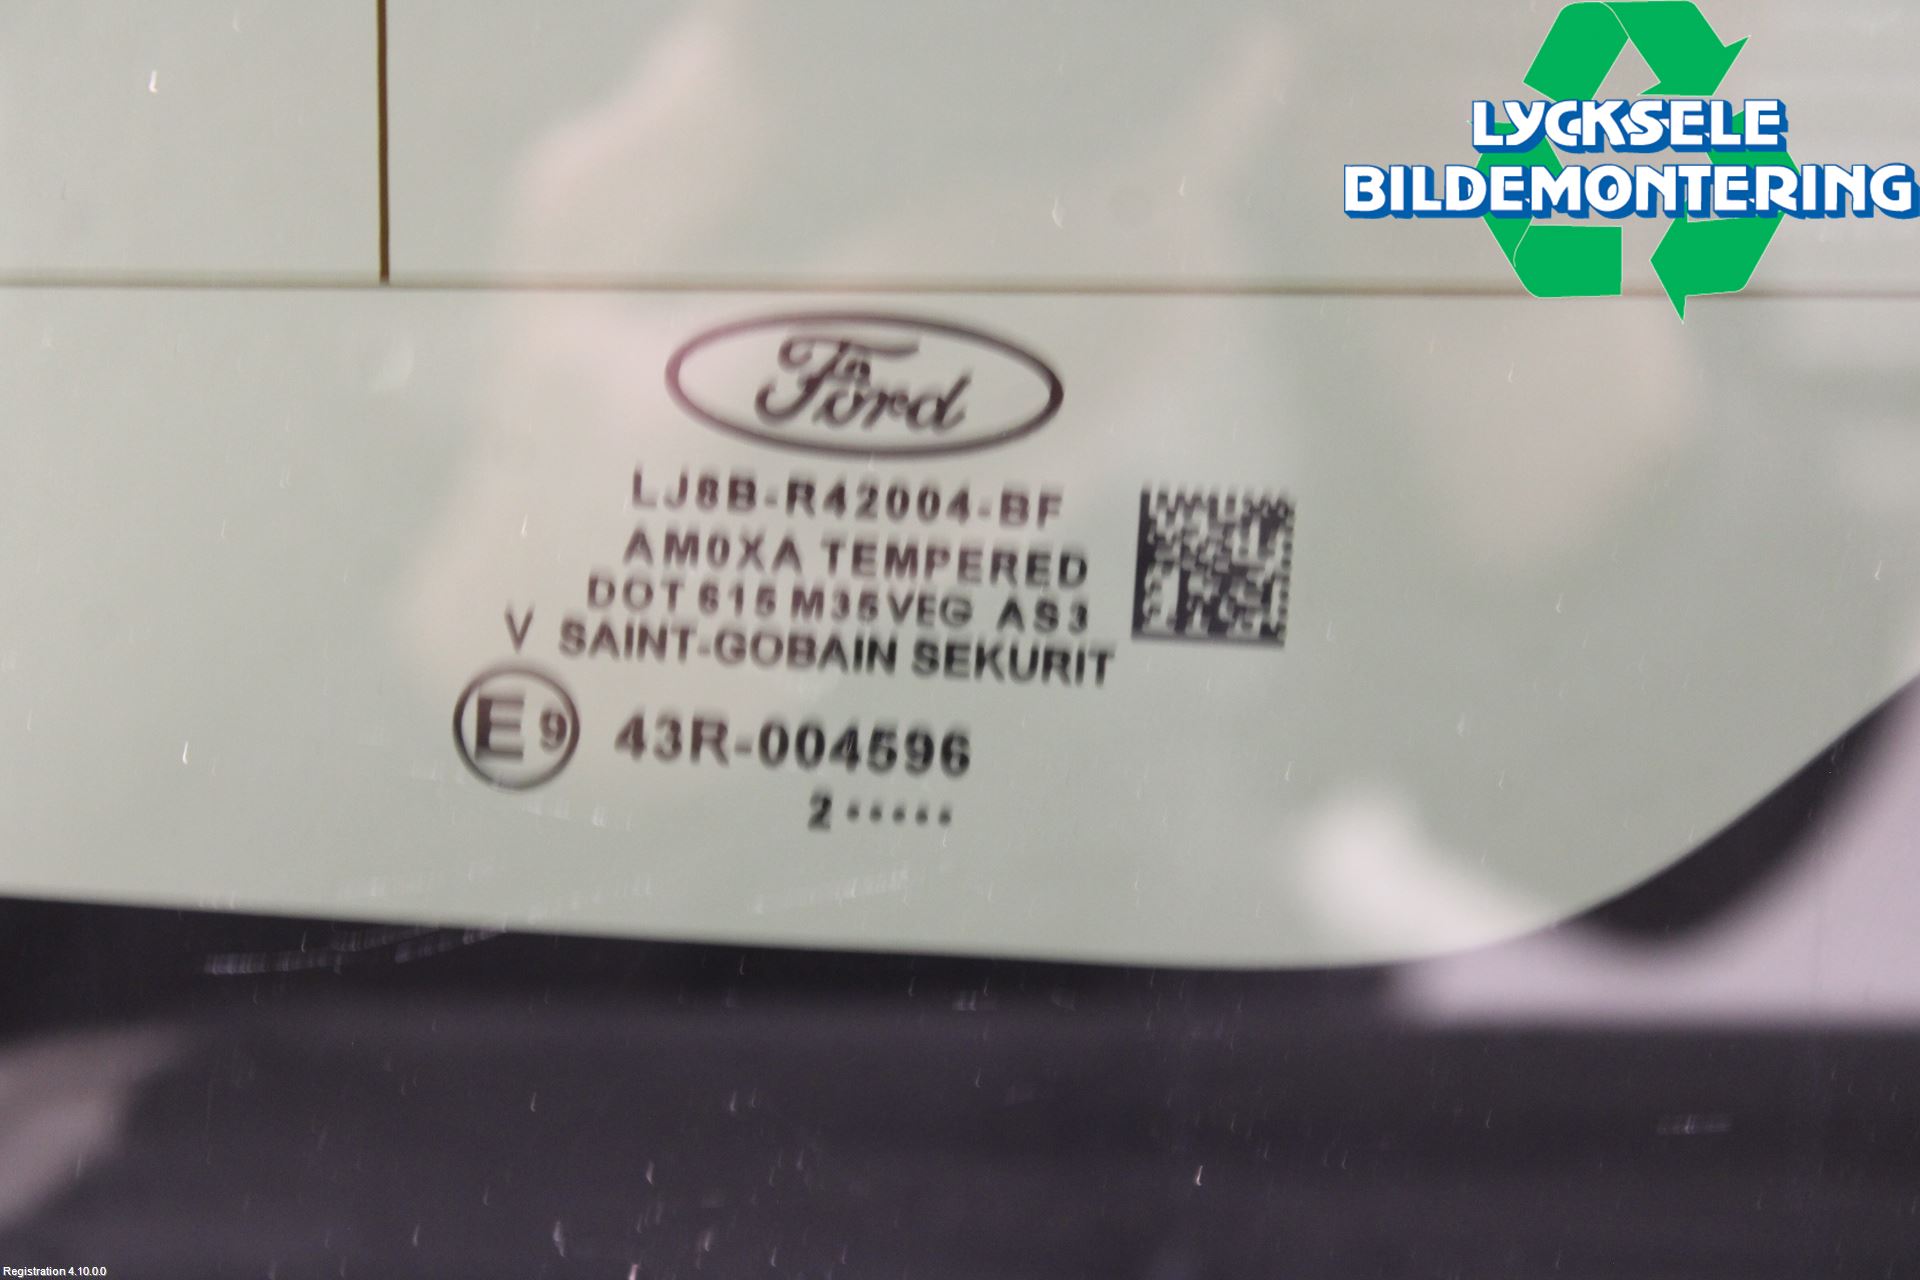 LYCKSELE
BILDEMONTERING
Ford
LJ8B-R42004-BF
AM0XA TEMPERED
DOT 615 M35VEG AS3
V SAINT-GOBAIN SEKURIT
E9 43R-004596
2 .....
Registration 4.10.0.0